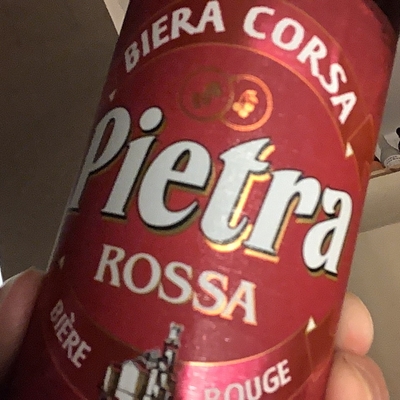 BIERA CORSA
Pietra
ROSSA
BIÈRE ROUGE